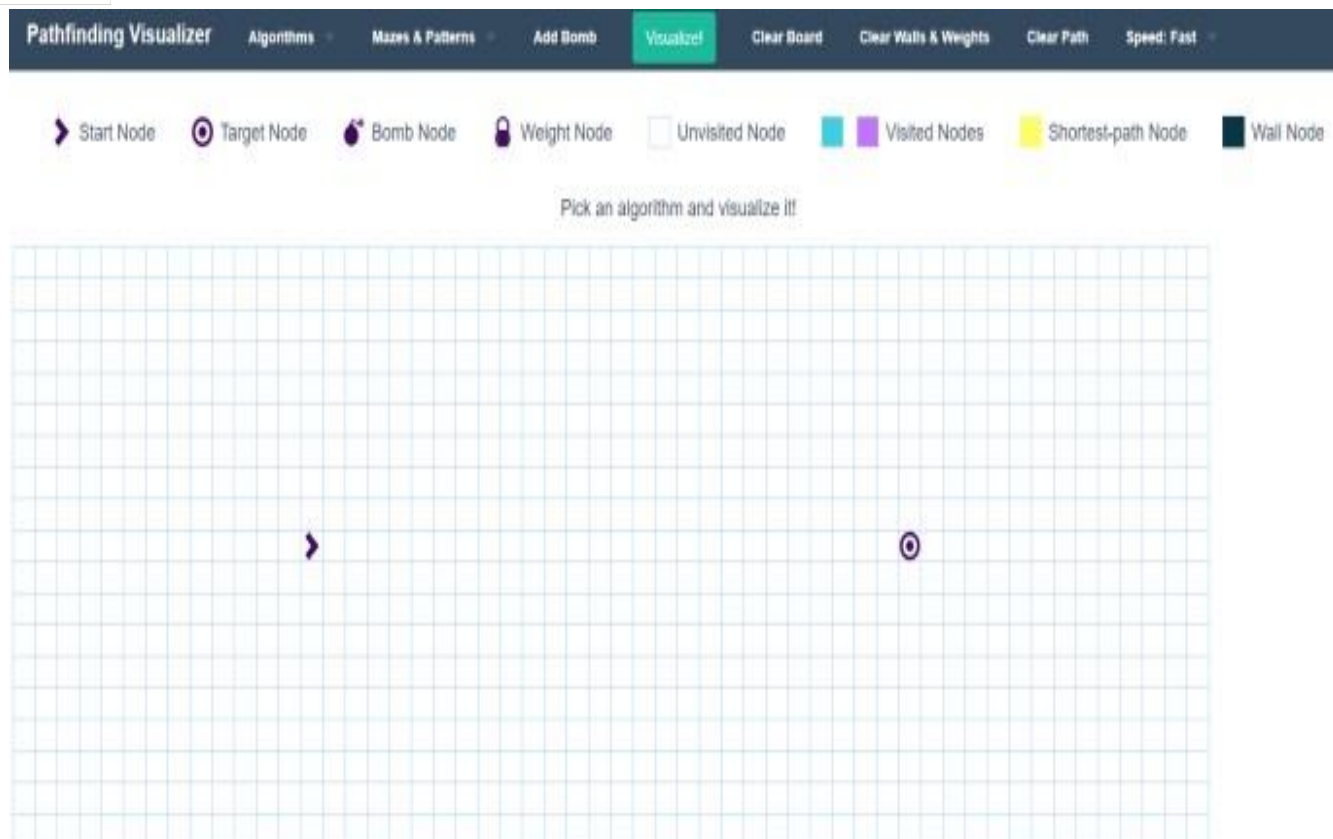 Pathfinding Visualizer Algorithms Mazes & Patterns Add Bomb Visualize! Clear Board Clear Walls & Weights Clear Path Speed: Fast
Start Node Target Node Bomb Node Weight Node Unvisited Node Visited Nodes Shortest-path Node Wall Node
Pick an algorithm and visualize it!